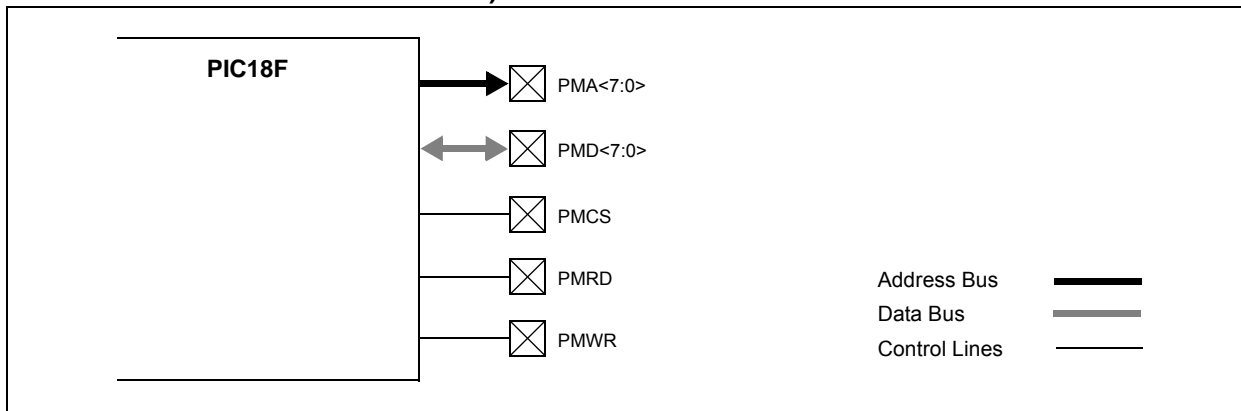 PIC18F
PMA<7:0>
PMD<7:0>
PMCS
PMRD
PMWR
Address Bus
Data Bus
Control Lines